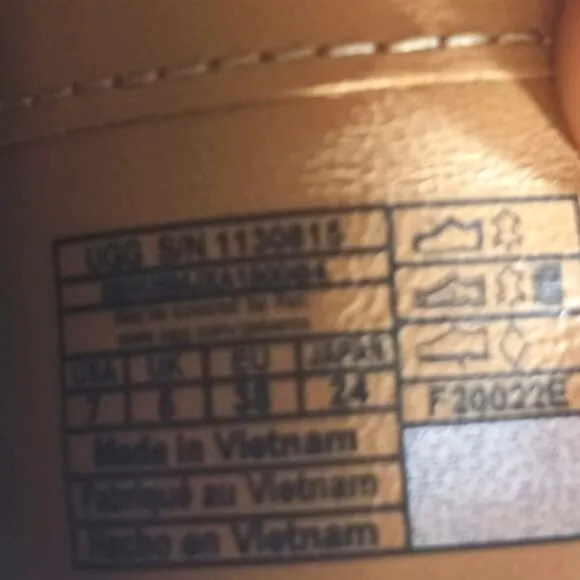 UGG S/N 1130815
USA UK EU JAPAN
7 5 38 24
F20022E
Made in Vietnam
Fabriqué au Vietnam
Hecho en Vietnam